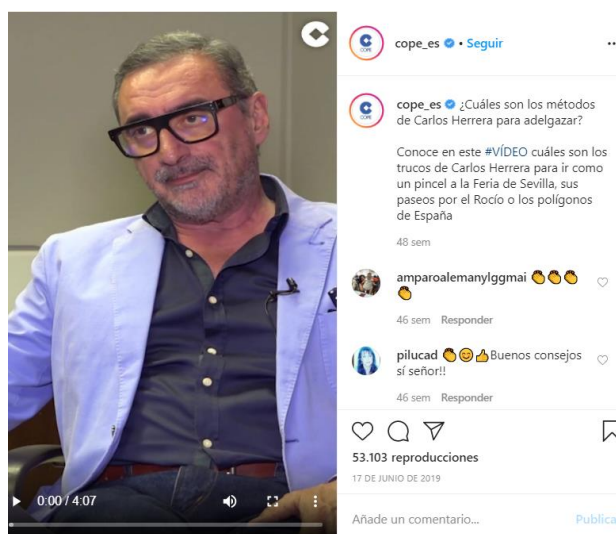 cope_es • Seguir
COPE
cope_es ¿Cuáles son los métodos
de Carlos Herrera para adelgazar?
COPE
Conoce en este #VÍDEO cuáles son los
trucos de Carlos Herrera para ir como
un pincel a la Feria de Sevilla, sus
paseos por el Rocío o los polígonos
de España
48 sem
amparoalemanylggmai 👏👏👏
👏
46 sem Responder
pilucad 👏😊👍Buenos consejos
sí señor!!
46 sem Responder
53.103 reproducciones
17 DE JUNIO DE 2019
0:00 / 4:07
Añade un comentario... Publica